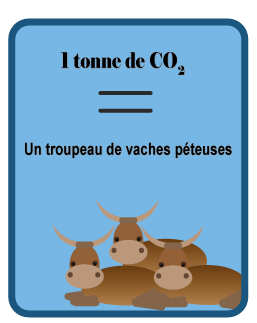 1 tonne de CO2
=
Un troupeau de vaches péteuses